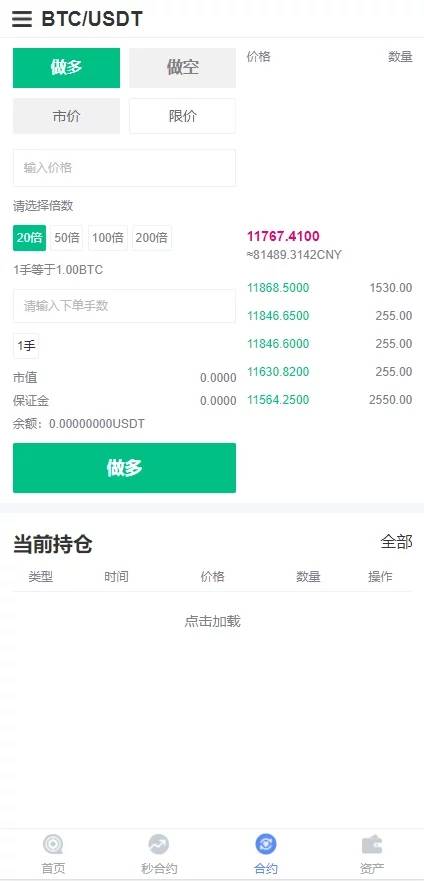 BTC/USDT
做多 做空
市价 限价
输入价格
请选择倍数
20倍 50倍 100倍 200倍
1手等于1.00BTC
请输入下单手数
1手
市值 0.0000
保证金 0.0000
余额：0.00000000USDT
做多
价格 数量
11767.4100
≈81489.3142CNY
11868.5000 1530.00
11846.6500 255.00
11846.6000 255.00
11630.8200 255.00
11564.2500 2550.00
当前持仓 全部
类型 时间 价格 数量 操作
点击加载
首页 秒合约 合约 资产